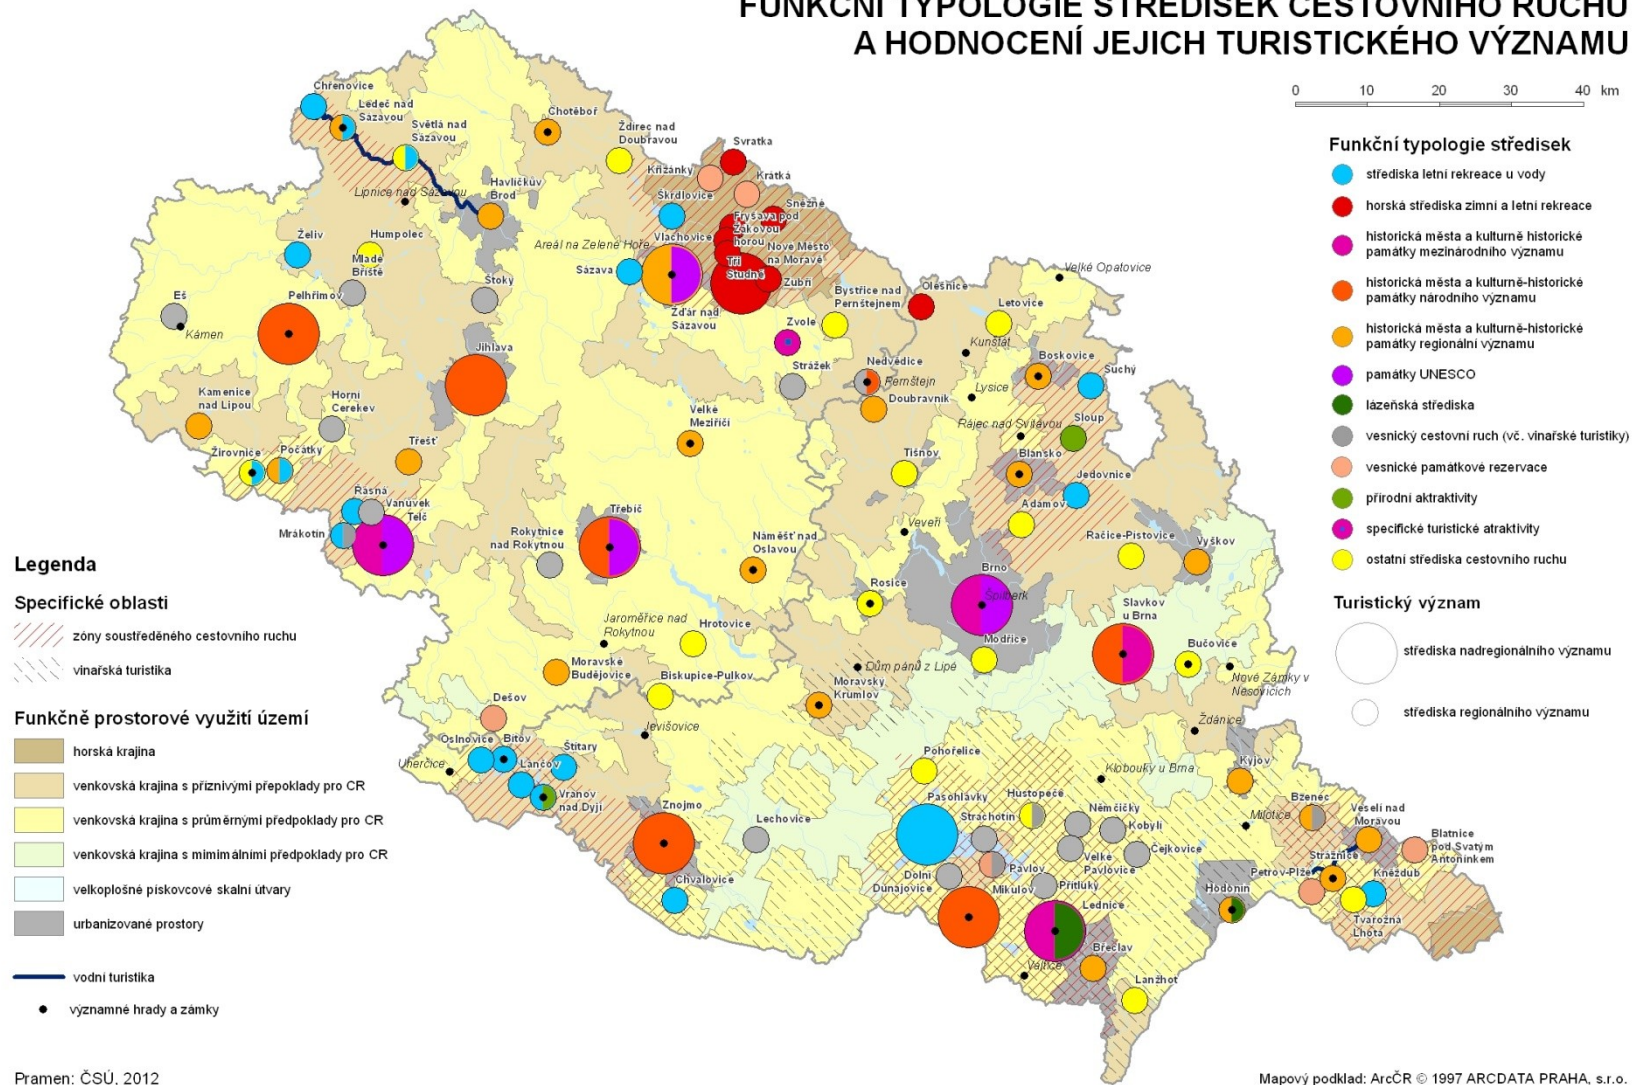 FUNKČNÍ TYPOLOGIE STŘEDISEK CESTOVNÍHO RUCHU
A HODNOCENÍ JEJICH TURISTICKÉHO VÝZNAMU
0 10 20 30 40 km
Funkční typologie středisek
střediska letní rekreace u vody
horská střediska zimní a letní rekreace
historická města a kulturně historické
památky mezinárodního významu
historická města a kulturně-historické
památky národního významu
historická města a kulturně-historické
památky regionální významu
památky UNESCO
lázeňská střediska
vesnický cestovní ruch (vč. vinařské turistiky)
vesnické památkové rezervace
přírodní aktraktivity
specifické turistické atraktivity
ostatní střediska cestovního ruchu
Turistický význam
střediska nadregionálního významu
střediska regionálního významu
Legenda
Specifické oblasti
zóny soustředěného cestovního ruchu
vinařská turistika
Funkčně prostorové využití území
horská krajina
venkovská krajina s příznivými přepoklady pro CR
venkovská krajina s průměrnými předpoklady pro CR
venkovská krajina s mimimálními předpoklady pro CR
velkoplošné pískovcové skalní útvary
urbanizované prostory
vodní turistika
významné hrady a zámky
Chřenovice
Ledeč nad
Sázavou
Světlá nad
Sázavou
Chotěboř
Ždírec nad
Doubravou
Svratka
Křižánky
Krátká
Lipnice nad Sázavou
Havlíčkův
Brod
Škrdlovice
Sněžné
Fryšava pod
Žákovou
horou
Želiv
Humpolec
Areál na Zelené Hoře
Vlachovice
Nové Město
na Moravě
Velké Opatovice
Mladé
Bříště
Sázava
Tři
Studně
Zubří
Eš
Pelhřimov
Štoky
Bystřice nad
Pernštejnem
Olešnice
Letovice
Kámen
Žďár nad
Sázavou
Zvole
Kunštát
Jihlava
Strážek
Nedvědice
Pernštejn
Boskovice
Suchý
Kamenice
nad Lipou
Horní
Cerekev
Doubravník
Lysice
Velké
Meziříčí
Rájec nad Svitavou
Sloup
Žirovnice
Počátky
Třešť
Tišnov
Blansko
Jedovnice
Řásná
Vanůvek
Telč
Mrákotín
Rokytnice
nad Rokytnou
Třebíč
Náměšť nad
Oslavou
Veveří
Adamov
Račice-Pístovice
Vyškov
Rosice
Brno
Špilberk
Slavkov
u Brna
Jaroměřice nad
Rokytnou
Hrotovice
Modřice
Bučovice
Moravské
Budějovice
Biskupice-Pulkov
Dům pánů z Lipé
Moravský
Krumlov
Nové Zámky v
Nesovicích
Dešov
Jevišovice
Ždánice
Oslnovice
Bítov
Štítary
Uherčice
Lančov
Vranov
nad Dyjí
Pohořelice
Klobouky u Brna
Kyjov
Znojmo
Lechovice
Pasohlávky
Hustopeče
Strachotín
Němčičky
Kobylí
Milotice
Bzenec
Veselí nad
Moravou
Velké
Pavlovice
Čejkovice
Blatnice
pod Svatým
Antonínkem
Chvalovice
Dolní
Dunajovice
Pavlov
Mikulov
Přítluky
Strážnice
Petrov-Plže
Kněždub
Lednice
Hodonín
Tvarožná
Lhota
Břeclav
Valtice
Lanžhot
Pramen: ČSÚ, 2012
Mapový podklad: ArcČR © 1997 ARCDATA PRAHA, s.r.o.